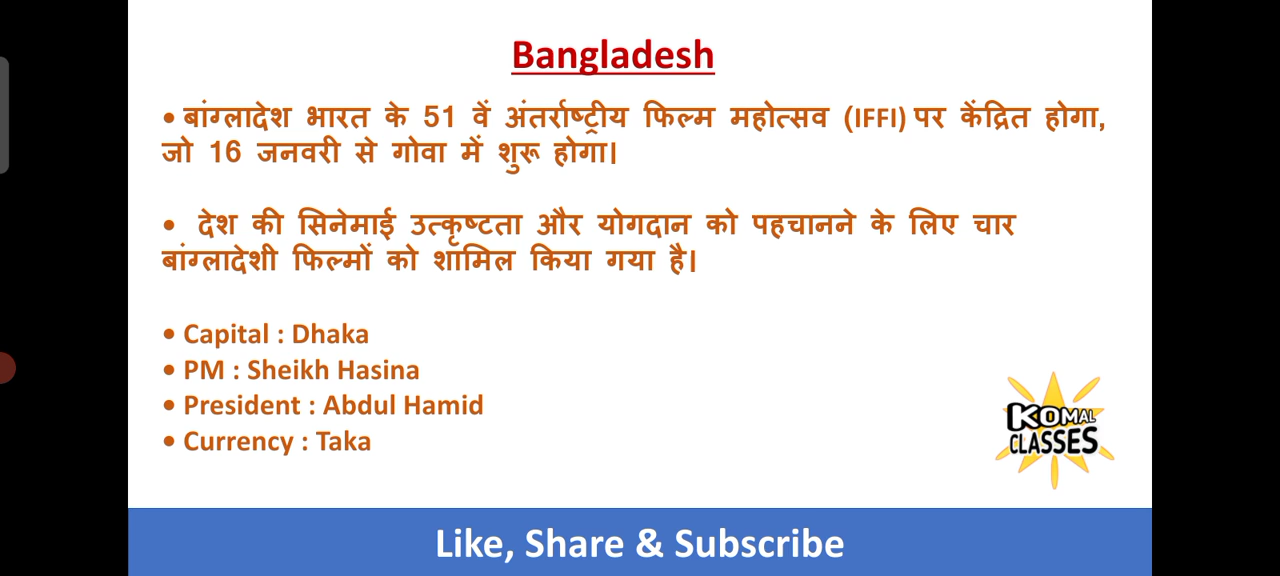 Bangladesh
• बांग्लादेश भारत के 51 वें अंतर्राष्ट्रीय फिल्म महोत्सव (IFFI) पर केंद्रित होगा,
जो 16 जनवरी से गोवा में शुरू होगा।
• देश की सिनेमाई उत्कृष्टता और योगदान को पहचानने के लिए चार
बांग्लादेशी फिल्मों को शामिल किया गया है।
• Capital : Dhaka
• PM : Sheikh Hasina
• President : Abdul Hamid
• Currency : Taka
KOMAL
CLASSES
Like, Share & Subscribe